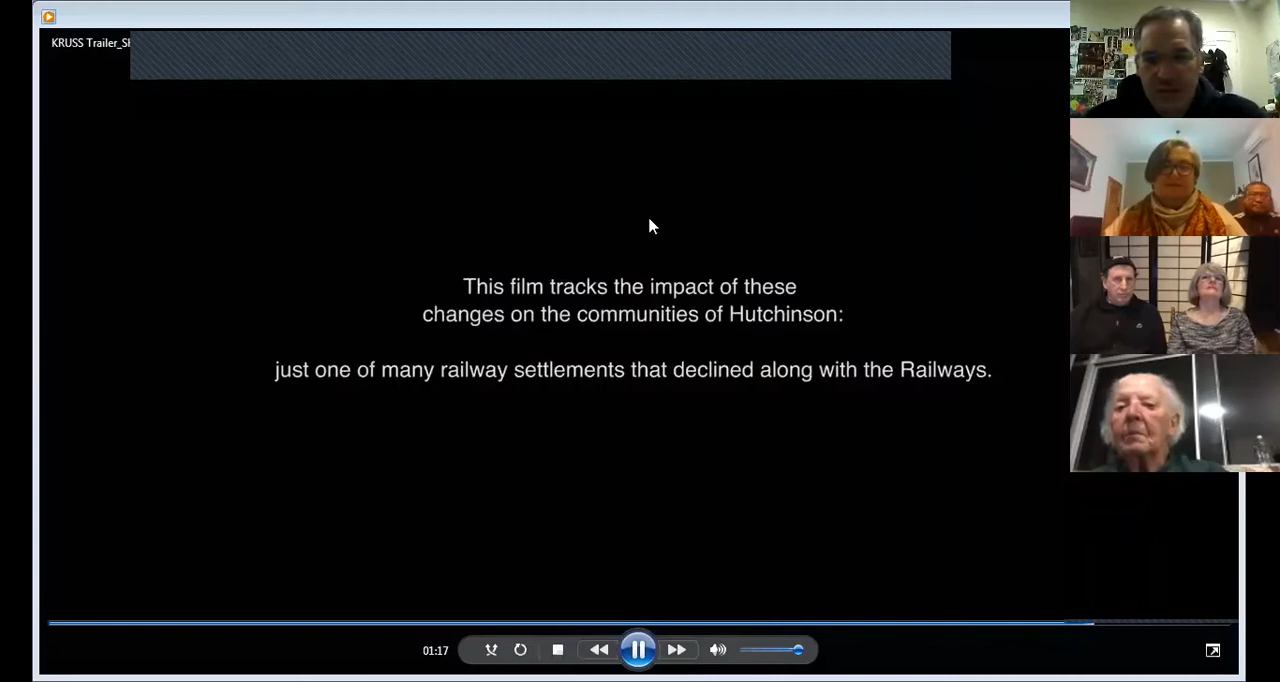 KRUSS Trailer_Sh
This film tracks the impact of these
changes on the communities of Hutchinson:
just one of many railway settlements that declined along with the Railways.
01:17